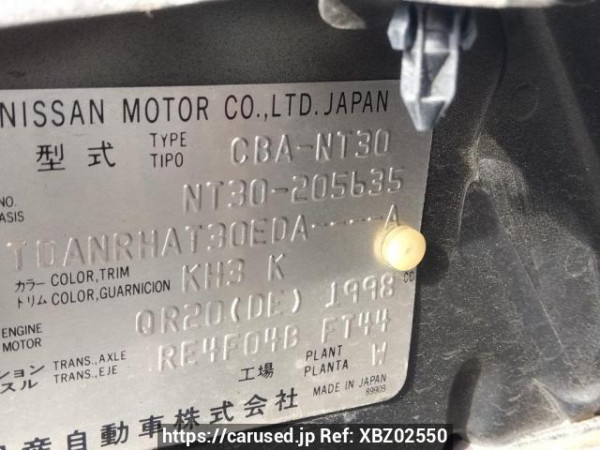 NISSAN MOTOR CO.,LTD.JAPAN
型式 TYPE TIPO CBA-NT30
NO. NT30-205635
ASIS
TDANRHAT30EDA------A
カラー COLOR,TRIM KH3 K
トリム COLOR,GUARNICION
ENGINE MOTOR QR20(DE) 1998 cc
ション TRANS.,AXLE RE4F04B FT44
スル TRANS.,EJE
工場 PLANT PLANTA W
MADE IN JAPAN
89909
産自動車株式会社
https://carused.jp Ref: XBZ02550